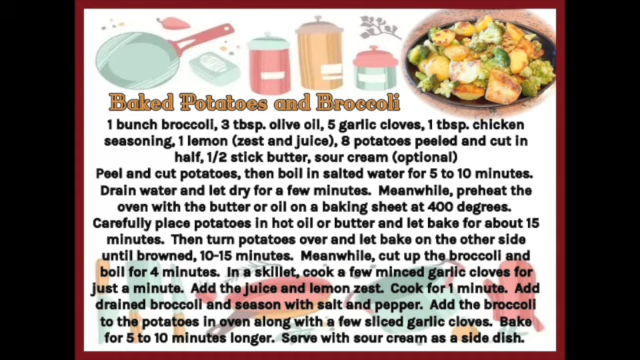 Baked Potatoes and Broccoli
1 bunch broccoli, 3 tbsp. olive oil, 5 garlic cloves, 1 tbsp. chicken
seasoning, 1 lemon (zest and juice), 8 potatoes peeled and cut in
half, 1/2 stick butter, sour cream (optional)
Peel and cut potatoes, then boil in salted water for 5 to 10 minutes.
Drain water and let dry for a few minutes. Meanwhile, preheat the
oven with the butter or oil on a baking sheet at 400 degrees.
Carefully place potatoes in hot oil or butter and let bake for about 15
minutes. Then turn potatoes over and let bake on the other side
until browned, 10-15 minutes. Meanwhile, cut up the broccoli and
boil for 4 minutes. In a skillet, cook a few minced garlic cloves for
just a minute. Add the juice and lemon zest. Cook for 1 minute. Add
drained broccoli and season with salt and pepper. Add the broccoli
to the potatoes in oven along with a few sliced garlic cloves. Bake
for 5 to 10 minutes longer. Serve with sour cream as a side dish.